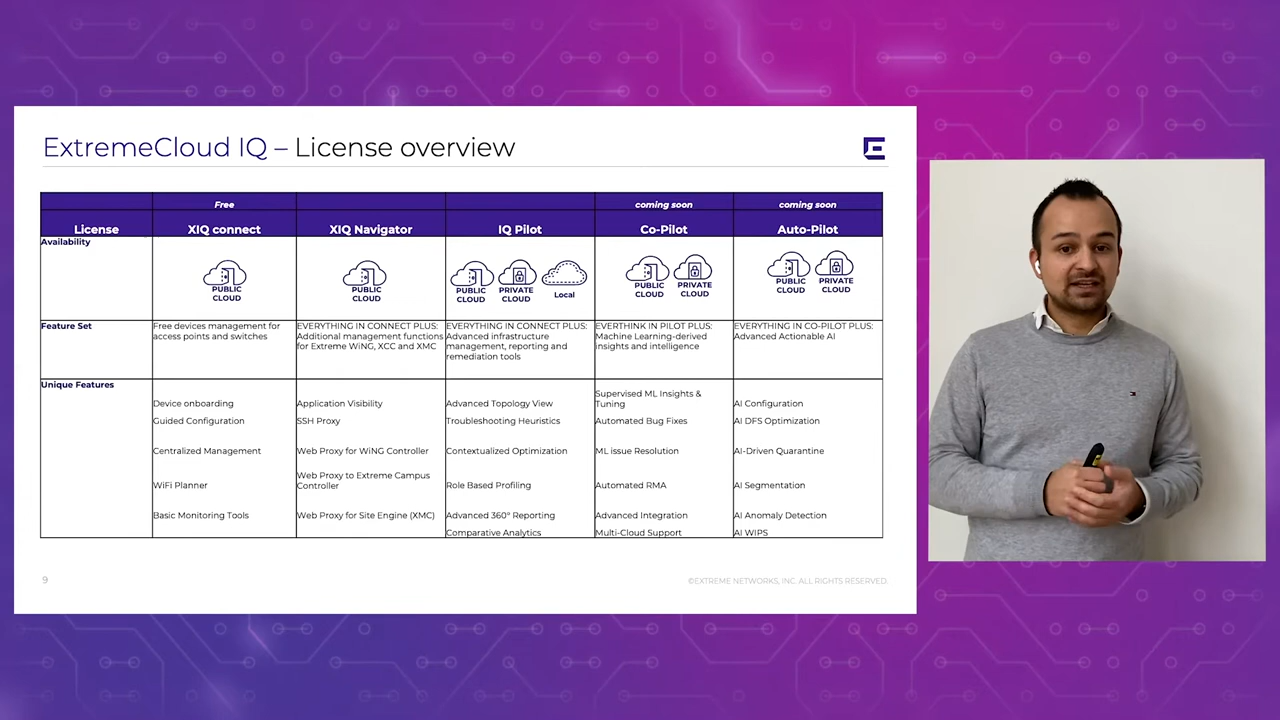 ExtremeCloud IQ – License overview
Free
coming soon
coming soon
License
XIQ connect
XIQ Navigator
IQ Pilot
Co-Pilot
Auto-Pilot
Availability
PUBLIC
CLOUD
PUBLIC
CLOUD
PUBLIC
CLOUD
PRIVATE
CLOUD
Local
PUBLIC
CLOUD
PRIVATE
CLOUD
PUBLIC
CLOUD
PRIVATE
CLOUD
Feature Set
Free devices management for
access points and switches
EVERYTHING IN CONNECT PLUS:
Additional management functions
for Extreme WiNG, XCC and XMC
EVERYTHING IN CONNECT PLUS:
Advanced infrastructure
management, reporting and
remediation tools
EVERTHINK IN PILOT PLUS:
Machine Learning-derived
insights and intelligence
EVERYTHING IN CO-PILOT PLUS:
Advanced Actionable AI
Unique Features
Device onboarding
Application Visibility
Advanced Topology View
Supervised ML Insights &
Tuning
AI Configuration
Guided Configuration
SSH Proxy
Troubleshooting Heuristics
Automated Bug Fixes
AI DFS Optimization
Centralized Management
Web Proxy for WiNG Controller
Contextualized Optimization
ML issue Resolution
AI-Driven Quarantine
WiFi Planner
Web Proxy to Extreme Campus
Controller
Role Based Profiling
Automated RMA
AI Segmentation
Basic Monitoring Tools
Web Proxy for Site Engine (XMC)
Advanced 360° Reporting
Advanced Integration
AI Anomaly Detection
Comparative Analytics
Multi-Cloud Support
AI WIPS
9
©EXTREME NETWORKS, INC. ALL RIGHTS RESERVED.